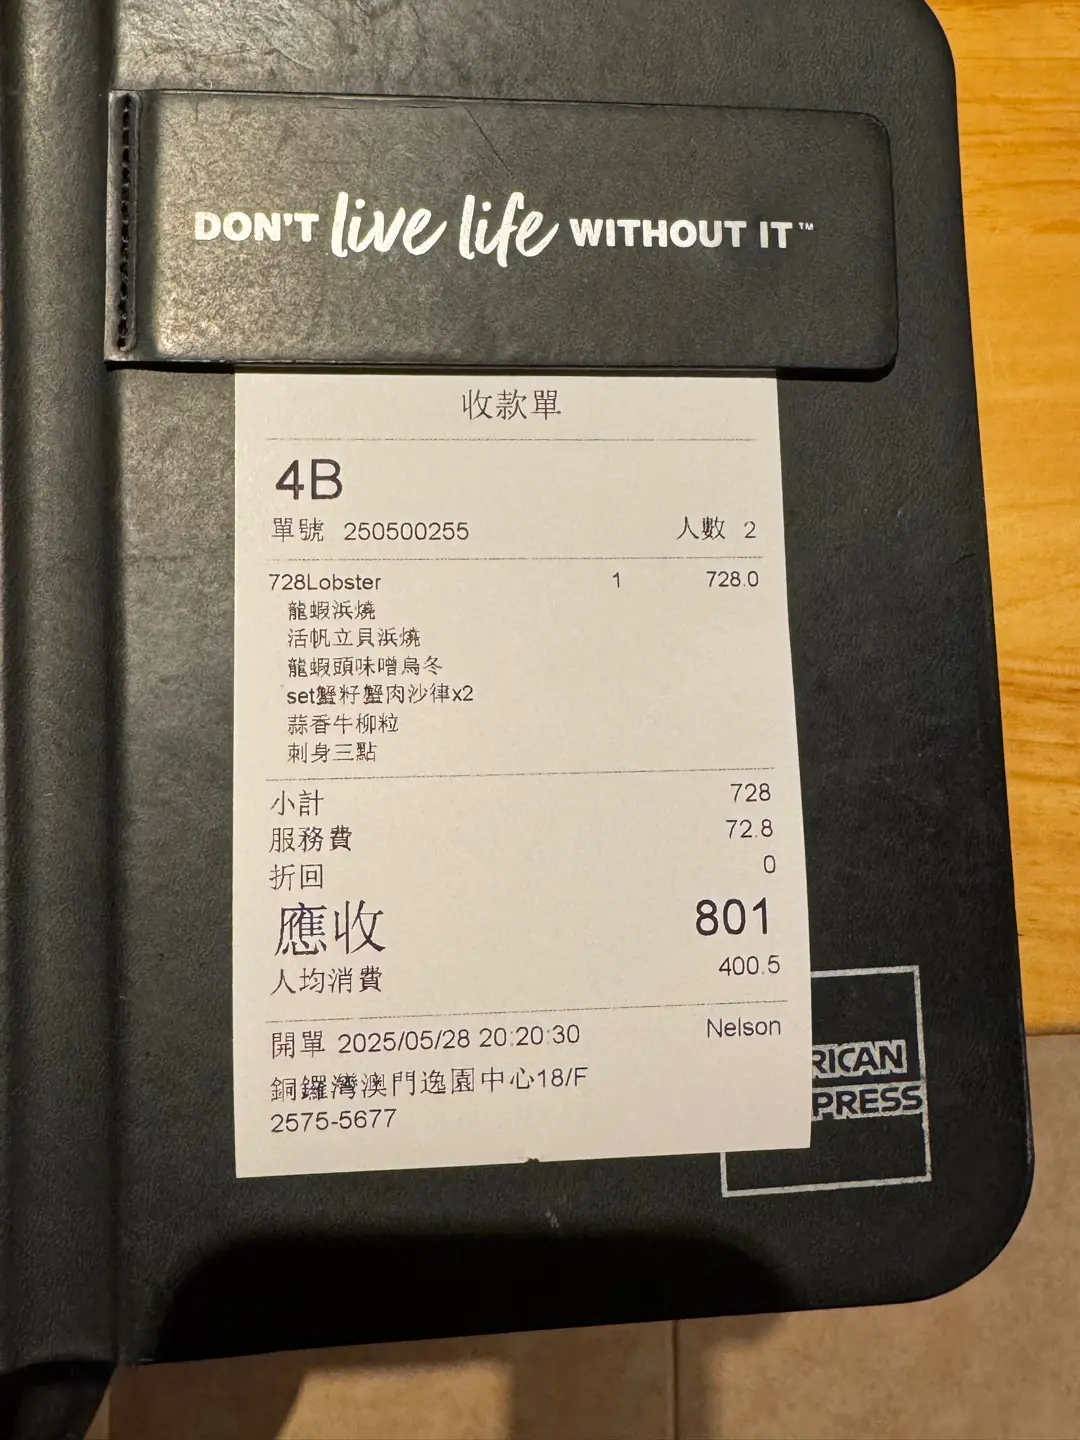 DON'T live life WITHOUT IT™
收款單
4B
單號 250500255 人數 2
728Lobster 1 728.0
龍蝦浜燒
活帆立貝浜燒
龍蝦頭味噌烏冬
set蟹籽蟹肉沙律x2
蒜香牛柳粒
刺身三點
小計 728
服務費 72.8
折回 0
應收 801
人均消費 400.5
開單 2025/05/28 20:20:30 Nelson
銅鑼灣澳門逸園中心18/F
2575-5677
RICAN
PRESS